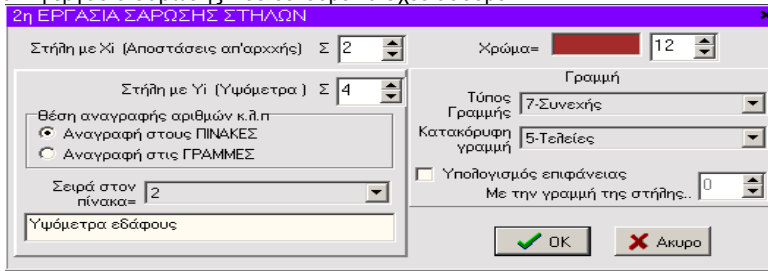 2η ΕΡΓΑΣΙΑ ΣΑΡΩΣΗΣ ΣΤΗΛΩΝ
Στήλη με Xi (Αποστάσεις απ'αρχχής) Σ 2
Χρώμα= 12
Στήλη με Yi (Υψόμετρα ) Σ 4
Θέση αναγραφής αριθμών κ.λ.π
Αναγραφή στους ΠΙΝΑΚΕΣ
Αναγραφή στις ΓΡΑΜΜΕΣ
Σειρά στον πίνακα= 2
Υψόμετρα εδάφους
Γραμμή
Τύπος Γραμμής 7-Συνεχής
Κατακόρυφη γραμμή 5-Τελείες
Υπολογισμός επιφάνειας
Με την γραμμή της στήλης.. 0
OK
Ακυρο